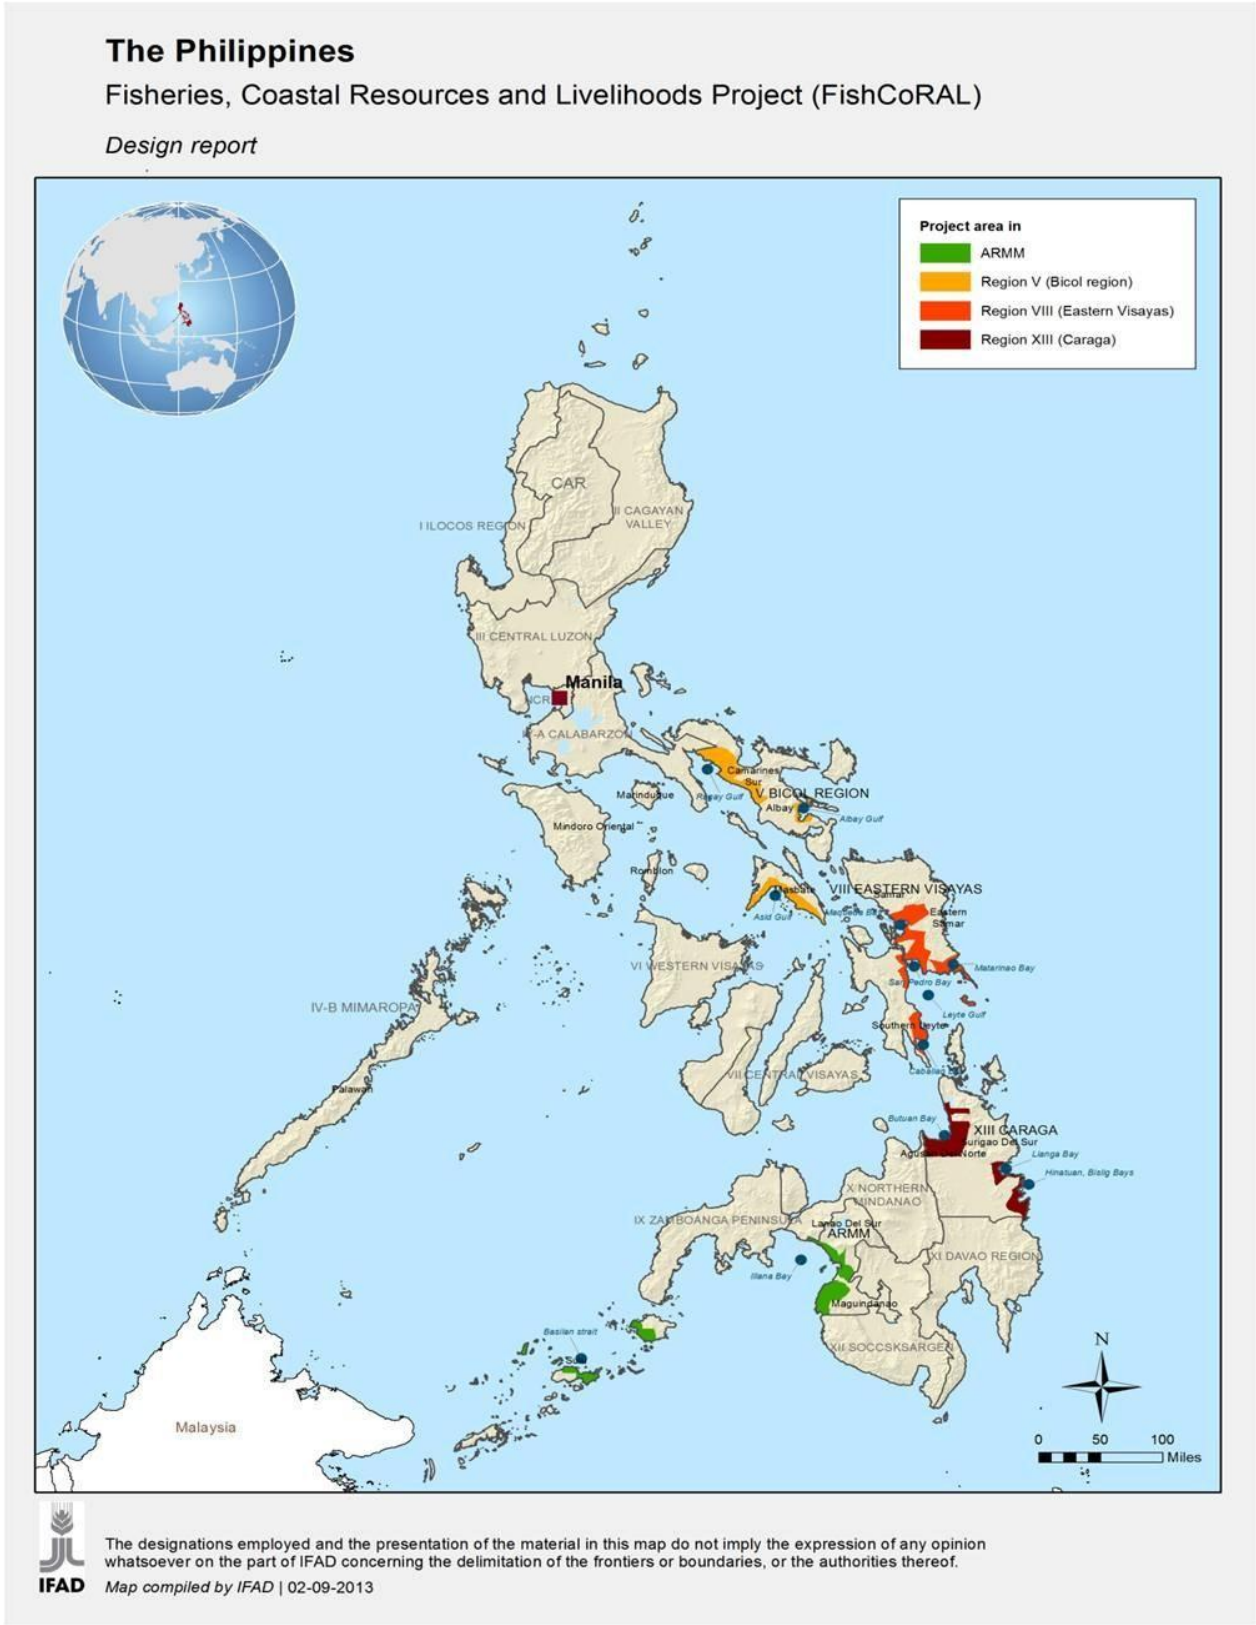 The Philippines
Fisheries, Coastal Resources and Livelihoods Project (FishCoRAL)
Design report
Project area in
ARMM
Region V (Bicol region)
Region VIII (Eastern Visayas)
Region XIII (Caraga)
CAR
II CAGAYAN
VALLEY
I ILOCOS REGION
III CENTRAL LUZON
Manila
NCR
IV-A CALABARZON
Camarines
Sur
Ragay Gulf
V BICOL REGION
Marinduque
Albay
Albay Gulf
Mindoro Oriental
Romblon
Masbate
VIII EASTERN VISAYAS
Samar
Asid Gulf
Maqueda Bay
Eastern
Samar
VI WESTERN VISAYAS
Matarinao Bay
San Pedro Bay
IV-B MIMAROPA
Leyte Gulf
Southern Leyte
VII CENTRAL VISAYAS
Palawan
Butuan Bay
XIII CARAGA
Surigao Del Sur
Agusan Del Norte
Lianga Bay
Hinatuan, Bislig Bays
X NORTHERN
MINDANAO
IX ZAMBOANGA PENINSULA
Lanao Del Sur
ARMM
XI DAVAO REGION
Illana Bay
Maguindanao
Basilan strait
XII SOCCSKSARGEN
Sulu
N
Malaysia
0 50 100
Miles
The designations employed and the presentation of the material in this map do not imply the expression of any opinion
whatsoever on the part of IFAD concerning the delimitation of the frontiers or boundaries, or the authorities thereof.
IFAD
Map compiled by IFAD | 02-09-2013